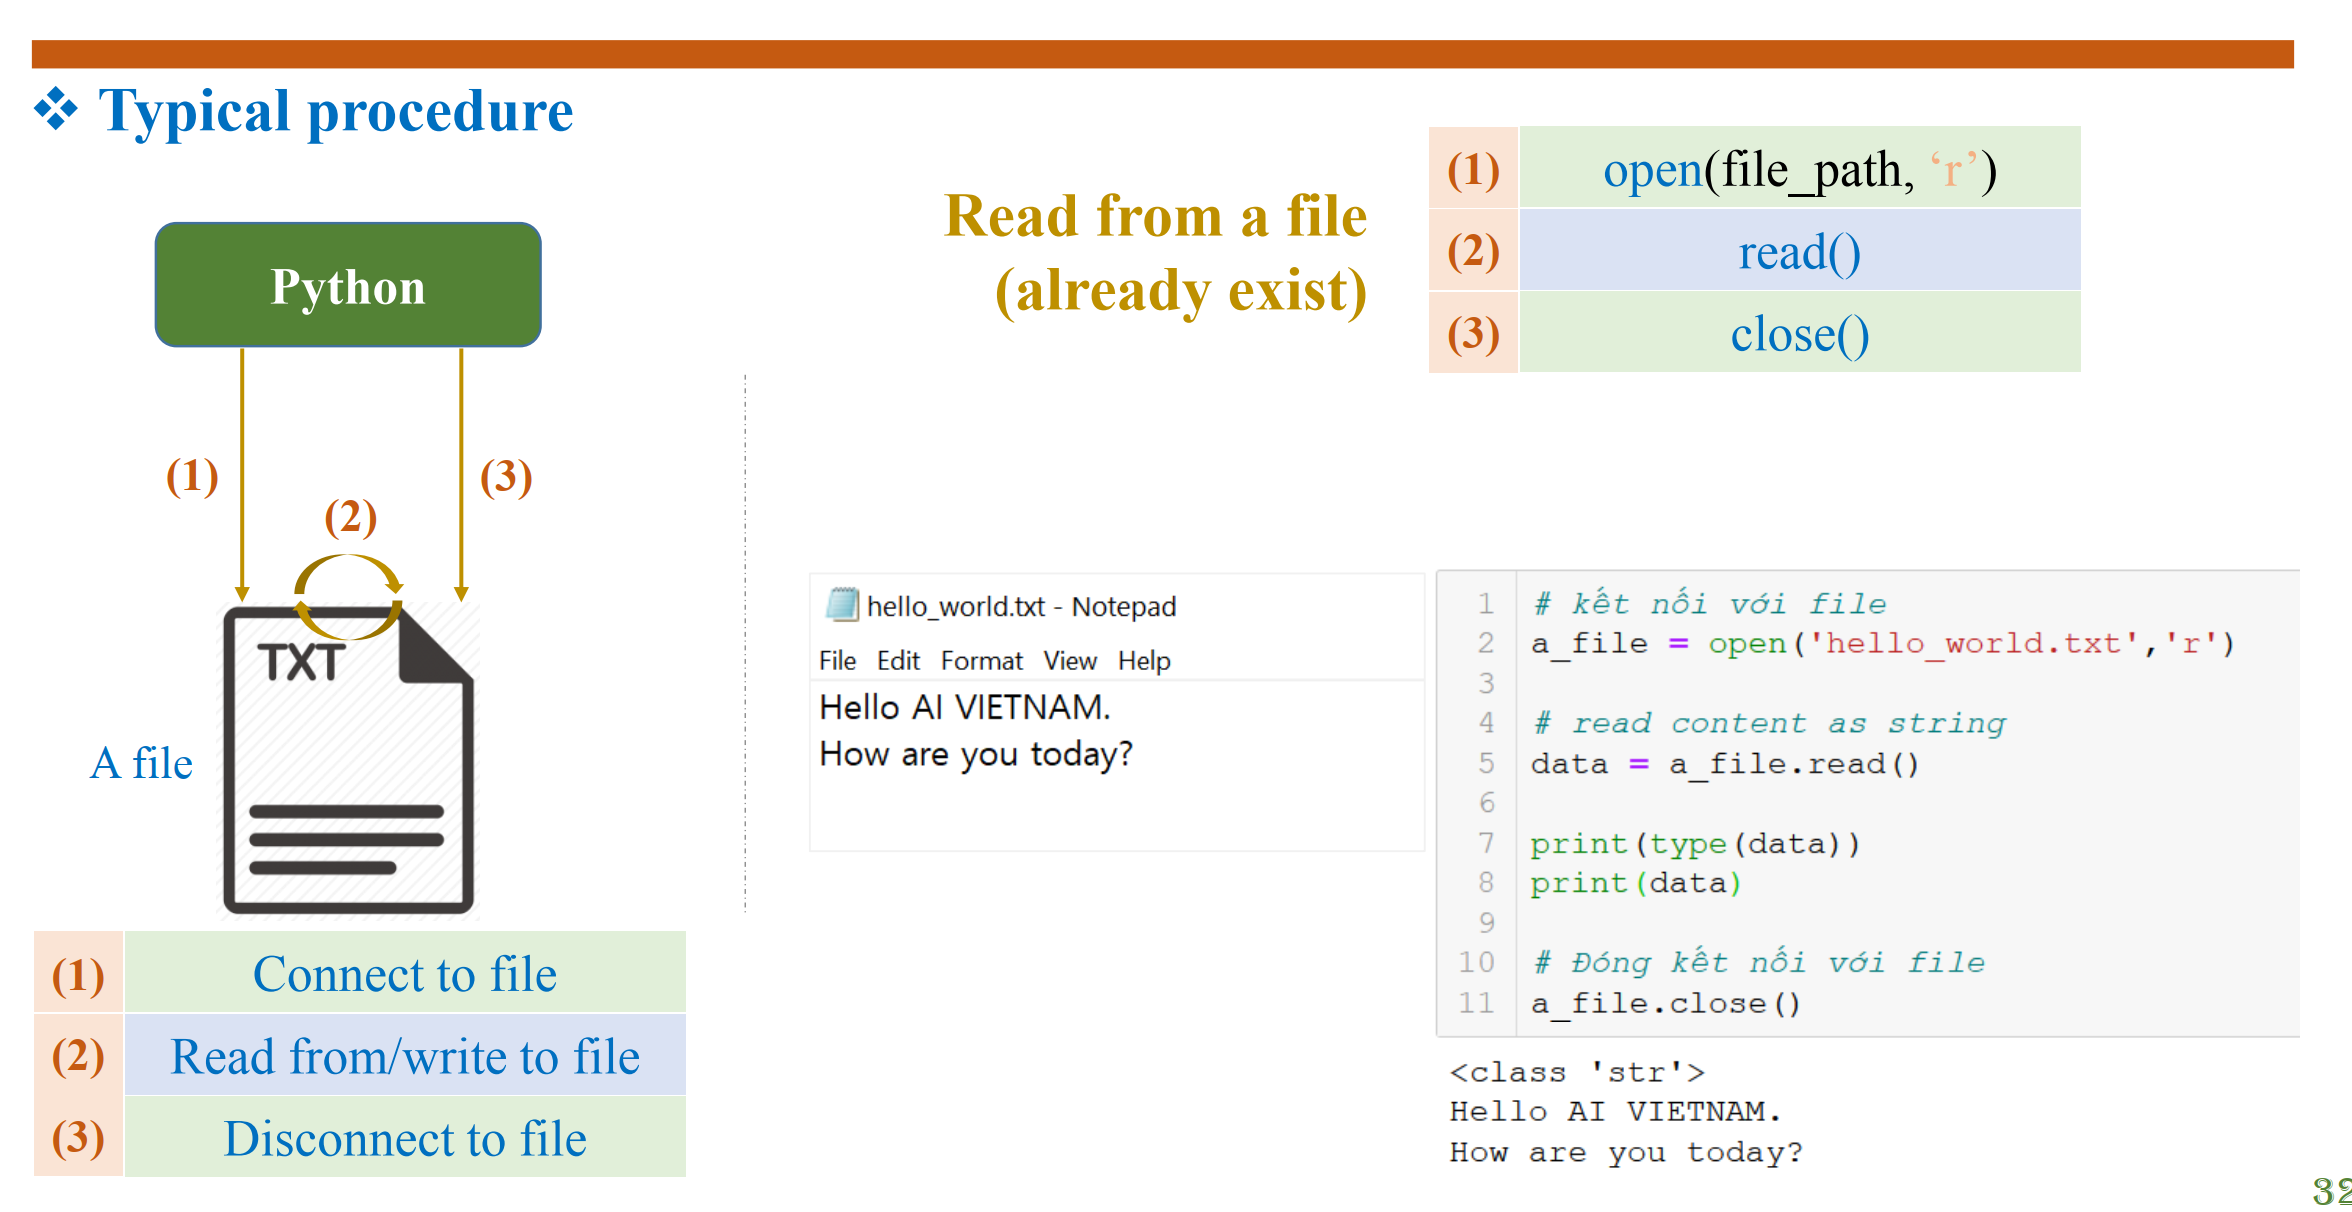 ❖ Typical procedure
Python
(1)
(2)
(3)
TXT
A file
(1) Connect to file
(2) Read from/write to file
(3) Disconnect to file
Read from a file
(already exist)
(1) open(file_path, ‘r’)
(2) read()
(3) close()
hello_world.txt - Notepad
File Edit Format View Help
Hello AI VIETNAM.
How are you today?
1 # kết nối với file
2 a_file = open('hello_world.txt','r')
3
4 # read content as string
5 data = a_file.read()
6
7 print(type(data))
8 print(data)
9
10 # Đóng kết nối với file
11 a_file.close()
<class 'str'>
Hello AI VIETNAM.
How are you today?
32